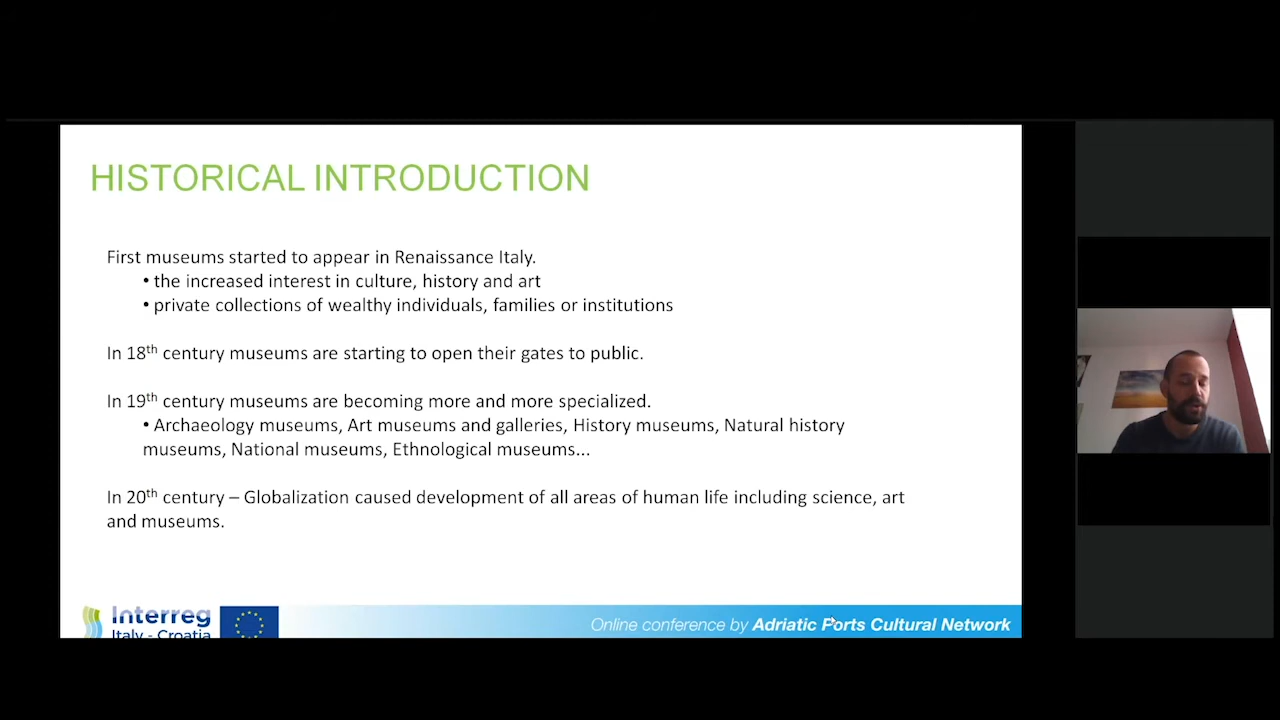 HISTORICAL INTRODUCTION
First museums started to appear in Renaissance Italy.
• the increased interest in culture, history and art
• private collections of wealthy individuals, families or institutions
In 18th century museums are starting to open their gates to public.
In 19th century museums are becoming more and more specialized.
• Archaeology museums, Art museums and galleries, History museums, Natural history
museums, National museums, Ethnological museums...
In 20th century – Globalization caused development of all areas of human life including science, art
and museums.
Interreg
Italy - Croatia
Online conference by Adriatic Ports Cultural Network